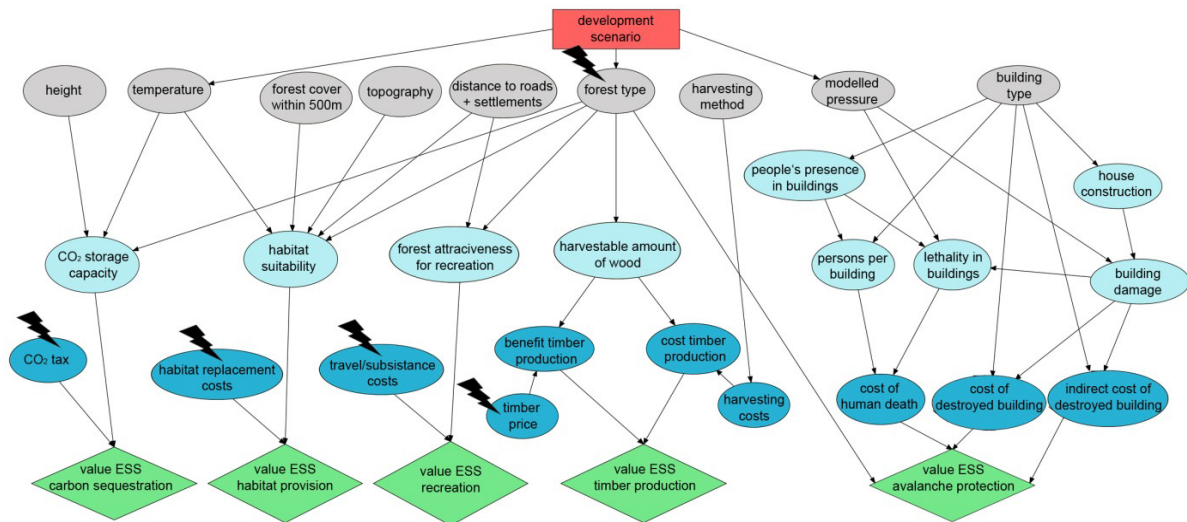 development
scenario
height
temperature
forest cover
within 500m
topography
distance to roads
+ settlements
forest type
harvesting
method
modelled
pressure
building
type
people's presence
in buildings
house
construction
CO₂ storage
capacity
habitat
suitability
forest attraciveness
for recreation
harvestable amount
of wood
persons per
building
lethality in
buildings
building
damage
CO₂ tax
habitat replacement
costs
travel/subsistance
costs
benefit timber
production
cost timber
production
timber
price
harvesting
costs
cost of
human death
cost of
destroyed building
indirect cost of
destroyed building
value ESS
carbon sequestration
value ESS
habitat provision
value ESS
recreation
value ESS
timber production
value ESS
avalanche protection